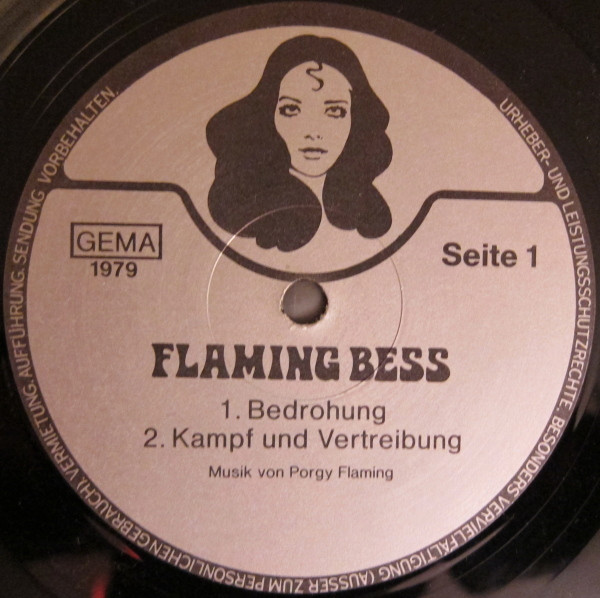 GEMA
1979
Seite 1
FLAMING BESS
1. Bedrohung
2. Kampf und Vertreibung
Musik von Porgy Flaming
URHEBER- UND LEISTUNGSSCHUTZRECHTE. BESONDERS VERVIELFÄLTIGUNG (AUSSER ZUM PERSÖNLICHEN GEBRAUCH). VERMIETUNG. AUFFÜHRUNG. SENDUNG VORBEHALTEN.